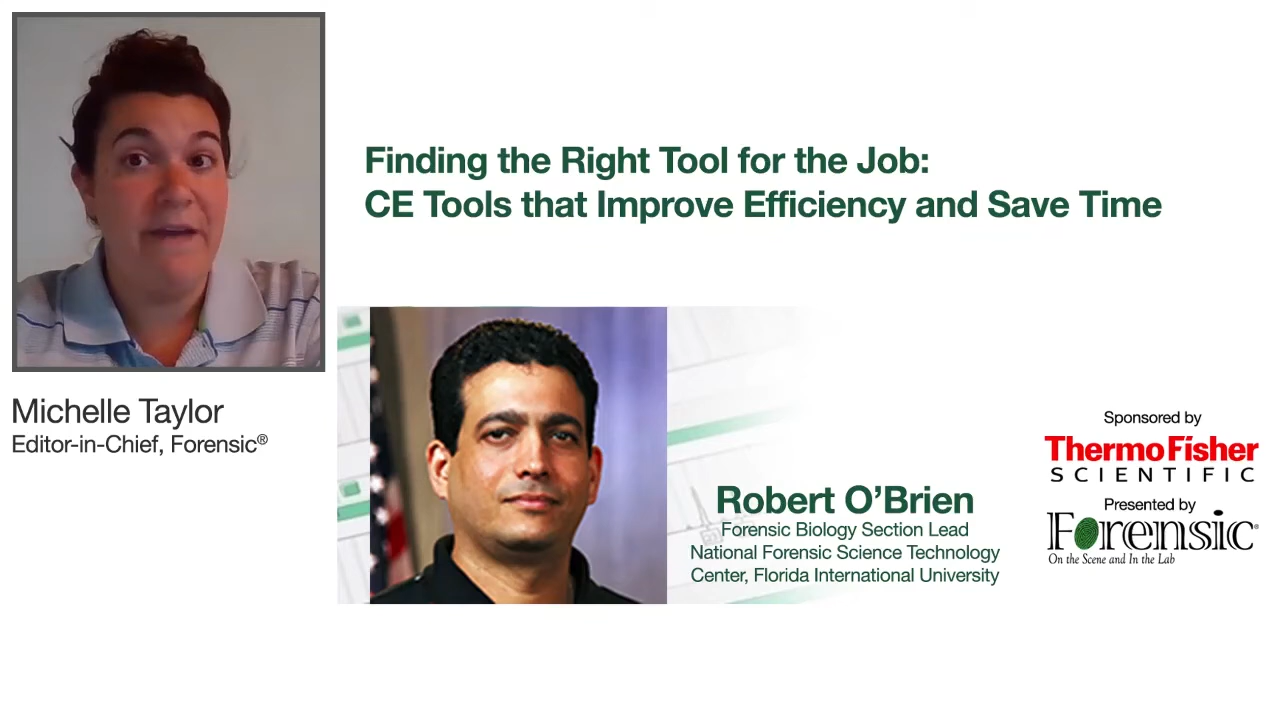 Finding the Right Tool for the Job:
CE Tools that Improve Efficiency and Save Time
Michelle Taylor
Editor-in-Chief, Forensic®
Robert O’Brien
Forensic Biology Section Lead
National Forensic Science Technology
Center, Florida International University
Sponsored by
ThermoFisher
SCIENTIFIC
Presented by
Forensic®
On the Scene and In the Lab